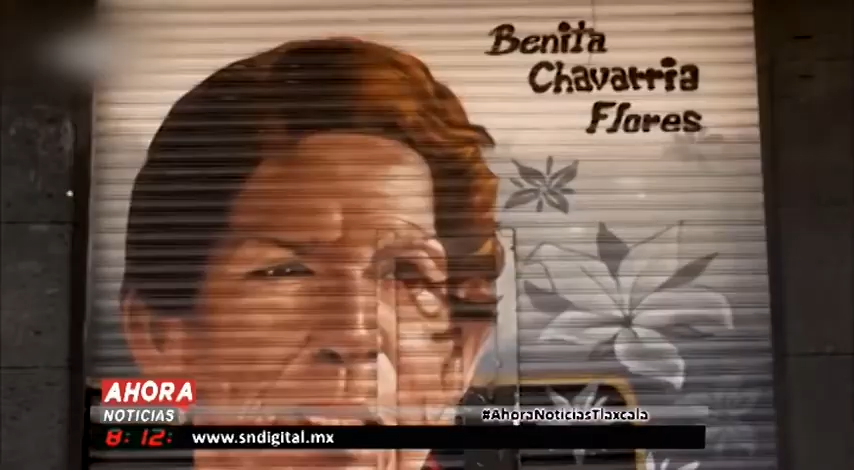 Benita
Chavarria
Flores
AHORA
NOTICIAS
#AhoraNoticiasTlaxcala
8:12:
www.sndigital.mx